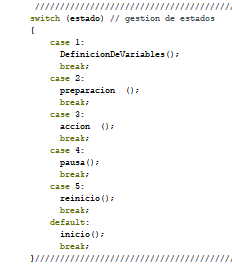 ////////////////////////////////////////
switch (estado) // gestion de estados
{
case 1:
DefinicionDeVariables();
break;
case 2:
preparacion ();
break;
case 3:
accion ();
break;
case 4:
pausa();
break;
case 5:
reinicio();
break;
default:
inicio();
break;
}////////////////////////////////////////